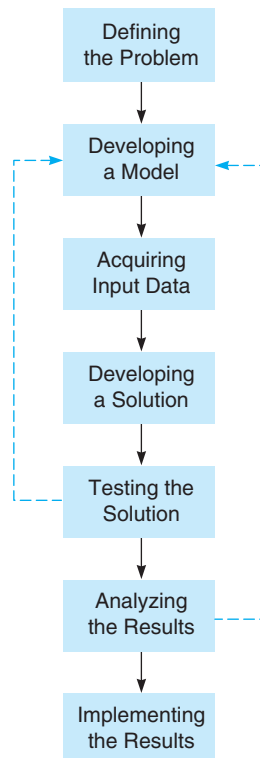 Defining
the Problem
Developing
a Model
Acquiring
Input Data
Developing
a Solution
Testing the
Solution
Analyzing
the Results
Implementing
the Results